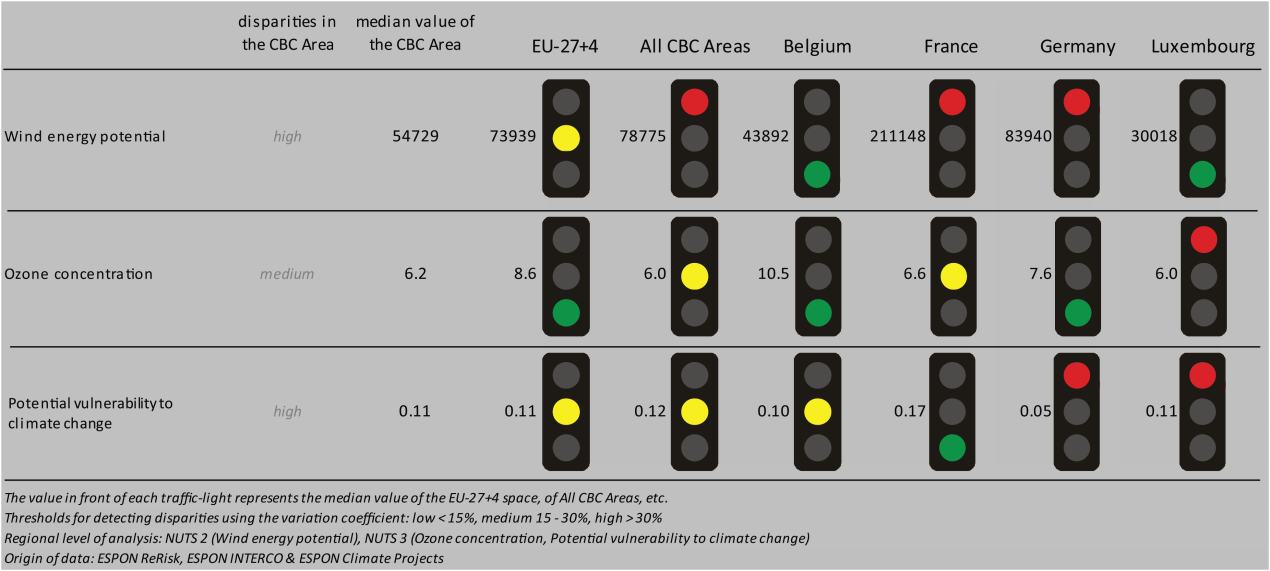 disparities in
the CBC Area
median value of
the CBC Area
EU-27+4
All CBC Areas
Belgium
France
Germany
Luxembourg
Wind energy potential
high
54729
73939
78775
43892
211148
83940
30018
Ozone concentration
medium
6.2
8.6
6.0
10.5
6.6
7.6
6.0
Potential vulnerability to
climate change
high
0.11
0.11
0.12
0.10
0.17
0.05
0.11
The value in front of each traffic-light represents the median value of the EU-27+4 space, of All CBC Areas, etc.
Thresholds for detecting disparities using the variation coefficient: low < 15%, medium 15 - 30%, high > 30%
Regional level of analysis: NUTS 2 (Wind energy potential), NUTS 3 (Ozone concentration, Potential vulnerability to climate change)
Origin of data: ESPON ReRisk, ESPON INTERCO & ESPON Climate Projects